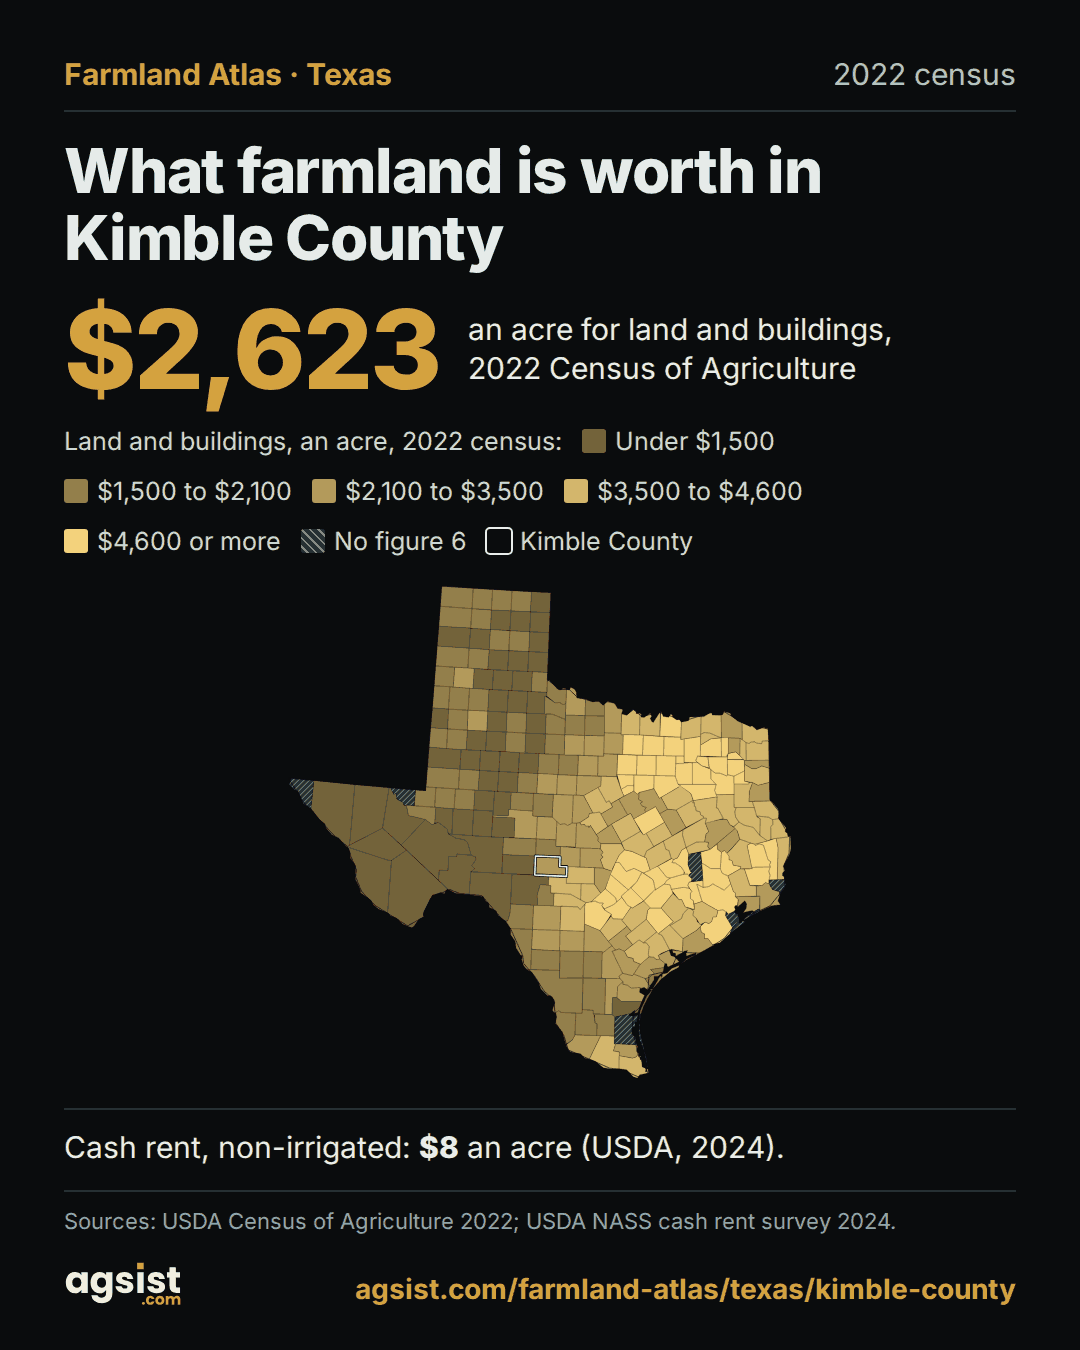 Farmland Atlas · Texas
2022 census
What farmland is worth in
Kimble County
$2,623
an acre for land and buildings,
2022 Census of Agriculture
Land and buildings, an acre, 2022 census: Under $1,500
$1,500 to $2,100 $2,100 to $3,500 $3,500 to $4,600
$4,600 or more No figure 6 Kimble County
Cash rent, non-irrigated: $8 an acre (USDA, 2024).
Sources: USDA Census of Agriculture 2022; USDA NASS cash rent survey 2024.
agsist
.com
agsist.com/farmland-atlas/texas/kimble-county